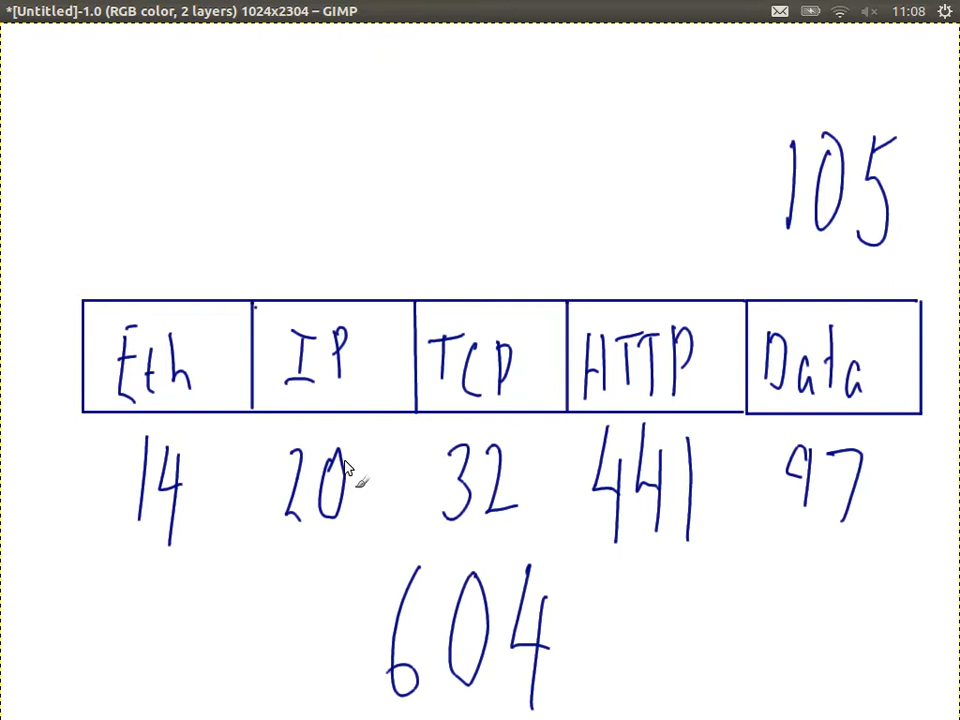 *[Untitled]-1.0 (RGB color, 2 layers) 1024x2304 – GIMP 11:08
105
Eth IP TCP HTTP Data
14 20 32 441 97
604